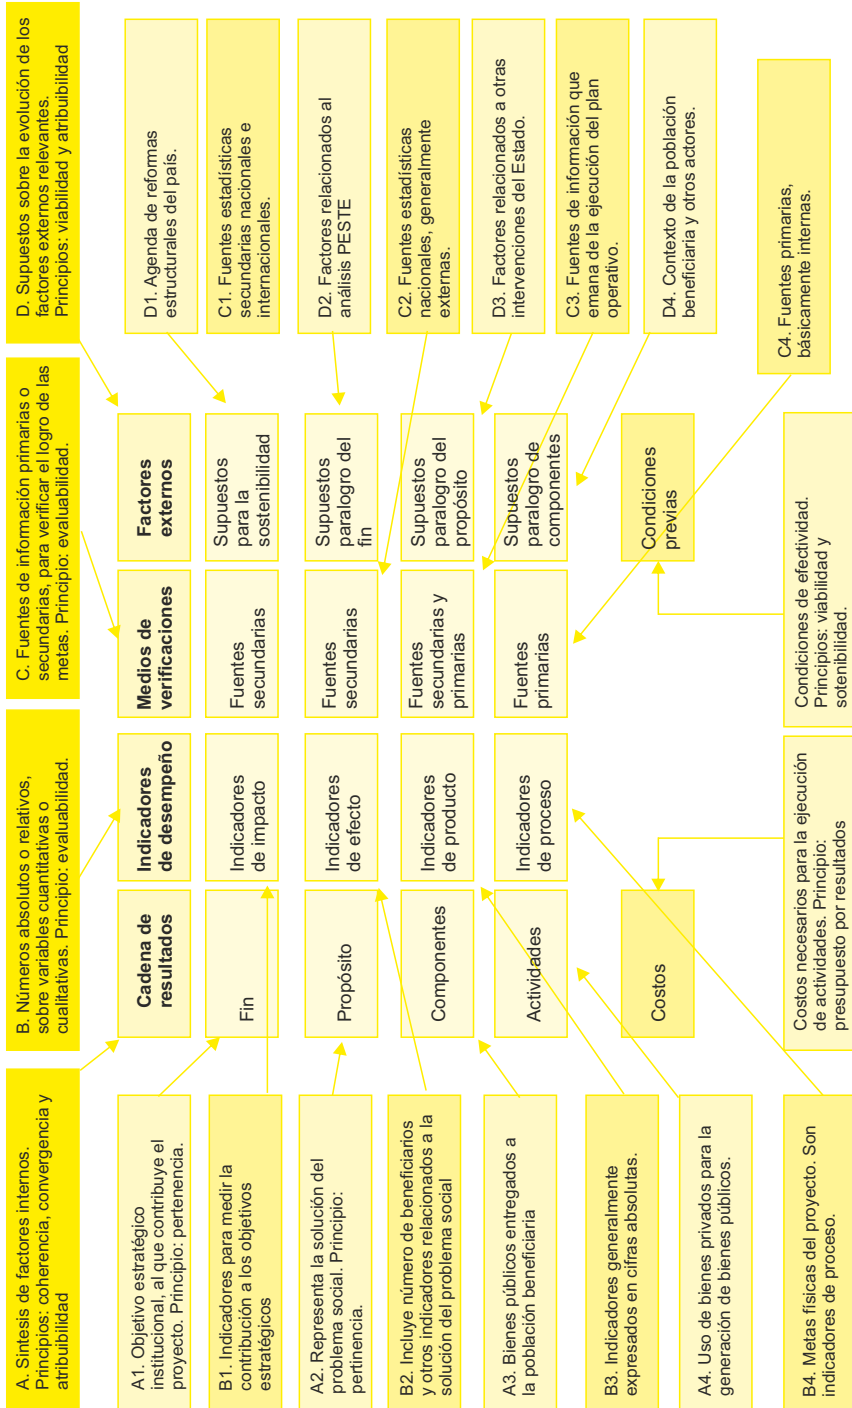 A. Sintesis de factores internos.
Principios: coherencia, convergencia y
atribuibilidad
B. Números absolutos o relativos,
sobre variables cuantitativas o
cualitativas. Principio: evaluabilidad.
C. Fuentes de información primarias o
secundarias, para verificar el logro de las
metas. Principio: evaluabilidad.
D. Supuestos sobre la evolución de los
factores externos relevantes.
Principios: viabilidad y atribuibilidad
A1. Objetivo estratégico
institucional, al que contribuye el
proyecto. Principio: pertenencia.
B1. Indicadores para medir la
contribución a los objetivos
estratégicos
A2. Representa la solución del
problema social. Principio:
pertinencia.
B2. Incluye número de beneficiarios
y otros indicadores relacionados a la
solución del problema social
A3. Bienes públicos entregados a
la población beneficiaria
B3. Indicadores generalmente
expresados en cifras absolutas.
A4. Uso de bienes privados para la
generación de bienes públicos.
B4. Metas físicas del proyecto. Son
indicadores de proceso.
Cadena de
resultados
Indicadores
de desempeño
Medios de
verificaciones
Factores
externos
Fin
Indicadores
de impacto
Fuentes
secundarias
Supuestos
para la
sostenibilidad
Propósito
Indicadores
de efecto
Fuentes
secundarias
Supuestos
paralogro del
fin
Componentes
Indicadores
de producto
Fuentes
secundarias y
primarias
Supuestos
paralogro del
propósito
Actividades
Indicadores
de proceso
Fuentes
primarias
Supuestos
paralogro de
componentes
Costos
Condiciones
previas
Costos necesarios para la ejecución
de actividades. Principio:
presupuesto por resultados
Condiciones de efectividad.
Principios: viabilidad y
sotenibilidad.
D1. Agenda de reformas
estructurales del país.
C1. Fuentes estadísticas
secundarias nacionales e
internacionales.
D2. Factores relacionados al
análisis PESTE
C2. Fuentes estadísticas
nacionales, generalmente
externas.
D3. Factores relacionados a otras
intervenciones del Estado.
C3. Fuentes de información que
emana de la ejecución del plan
operativo.
D4. Contexto de la población
beneficiaria y otros actores.
C4. Fuentes primarias,
básicamente internas.